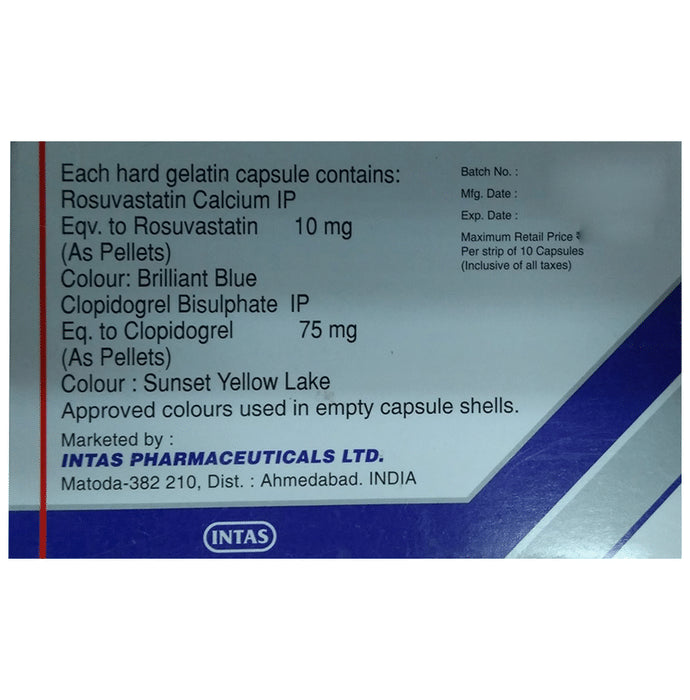 Each hard gelatin capsule contains:
Rosuvastatin Calcium IP
Eqv. to Rosuvastatin 10 mg
(As Pellets)
Colour: Brilliant Blue
Clopidogrel Bisulphate IP
Eq. to Clopidogrel 75 mg
(As Pellets)
Colour : Sunset Yellow Lake
Approved colours used in empty capsule shells.
Marketed by :
INTAS PHARMACEUTICALS LTD.
Matoda-382 210, Dist. : Ahmedabad. INDIA
INTAS
Batch No. :
Mfg. Date :
Exp. Date :
Maximum Retail Price ₹
Per strip of 10 Capsules
(Inclusive of all taxes)